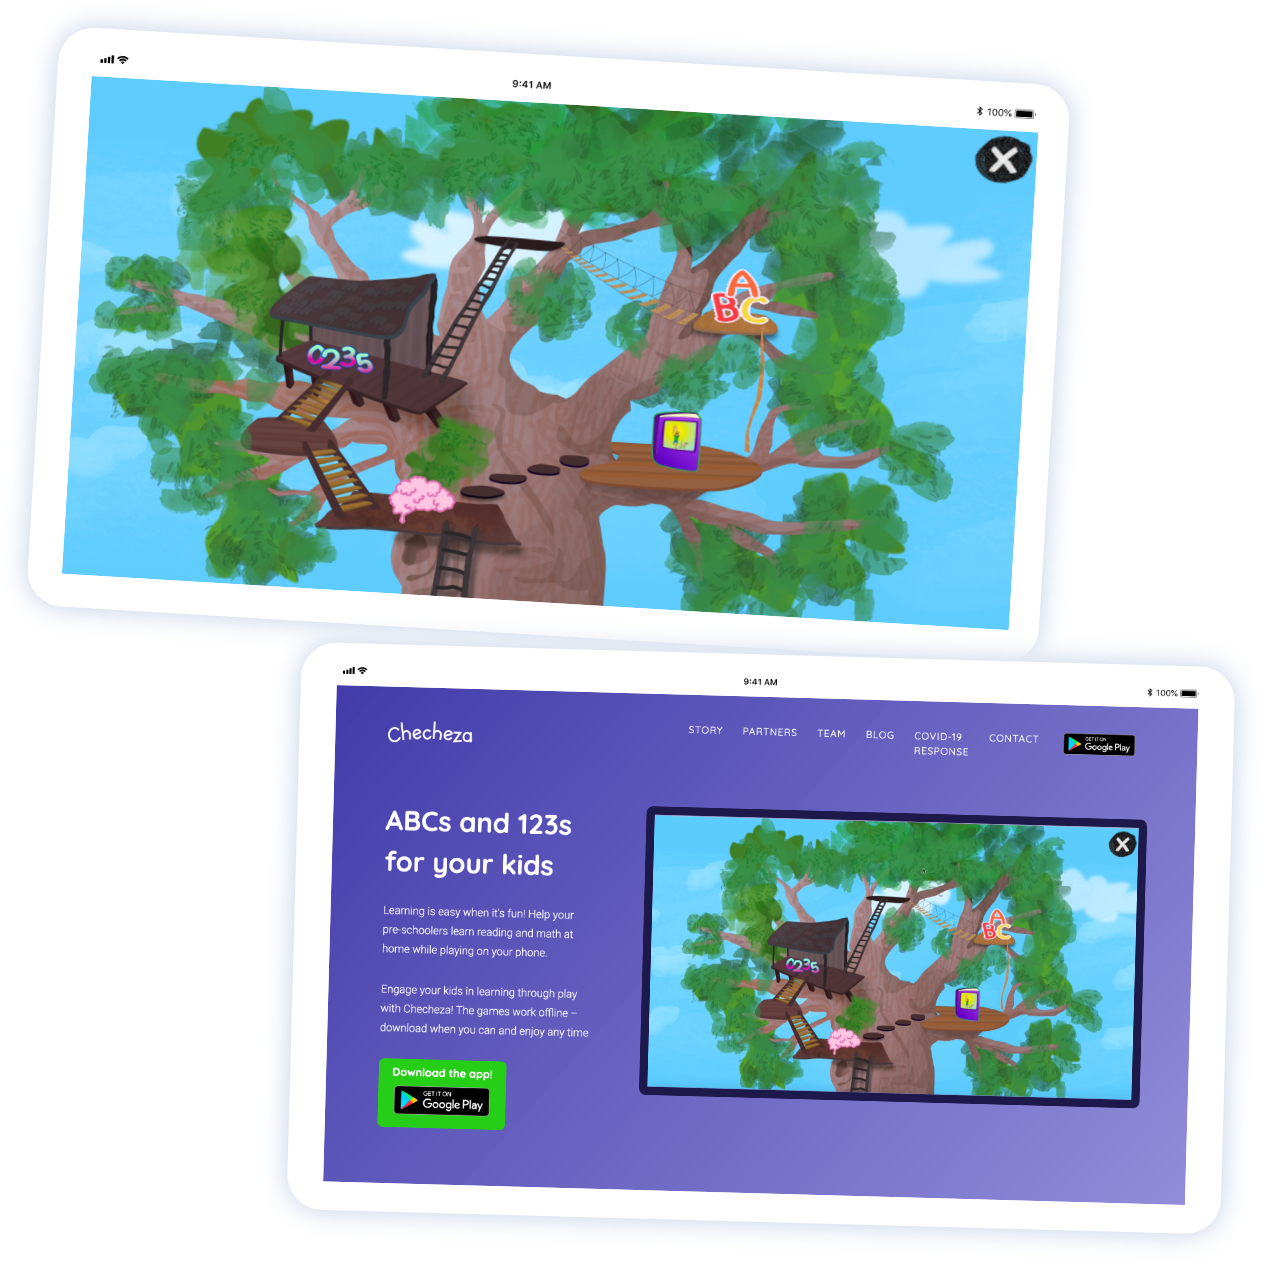 9:41 AM
100%
A
BC
0235
9:41 AM
100%
Checheza
STORY PARTNERS TEAM BLOG COVID-19 RESPONSE CONTACT GET IT ON Google Play
ABCs and 123s
for your kids
Learning is easy when it's fun! Help your
pre-schoolers learn reading and math at
home while playing on your phone.
Engage your kids in learning through play
with Checheza! The games work offline –
download when you can and enjoy any time
Download the app!
GET IT ON
Google Play
A
BC
0235